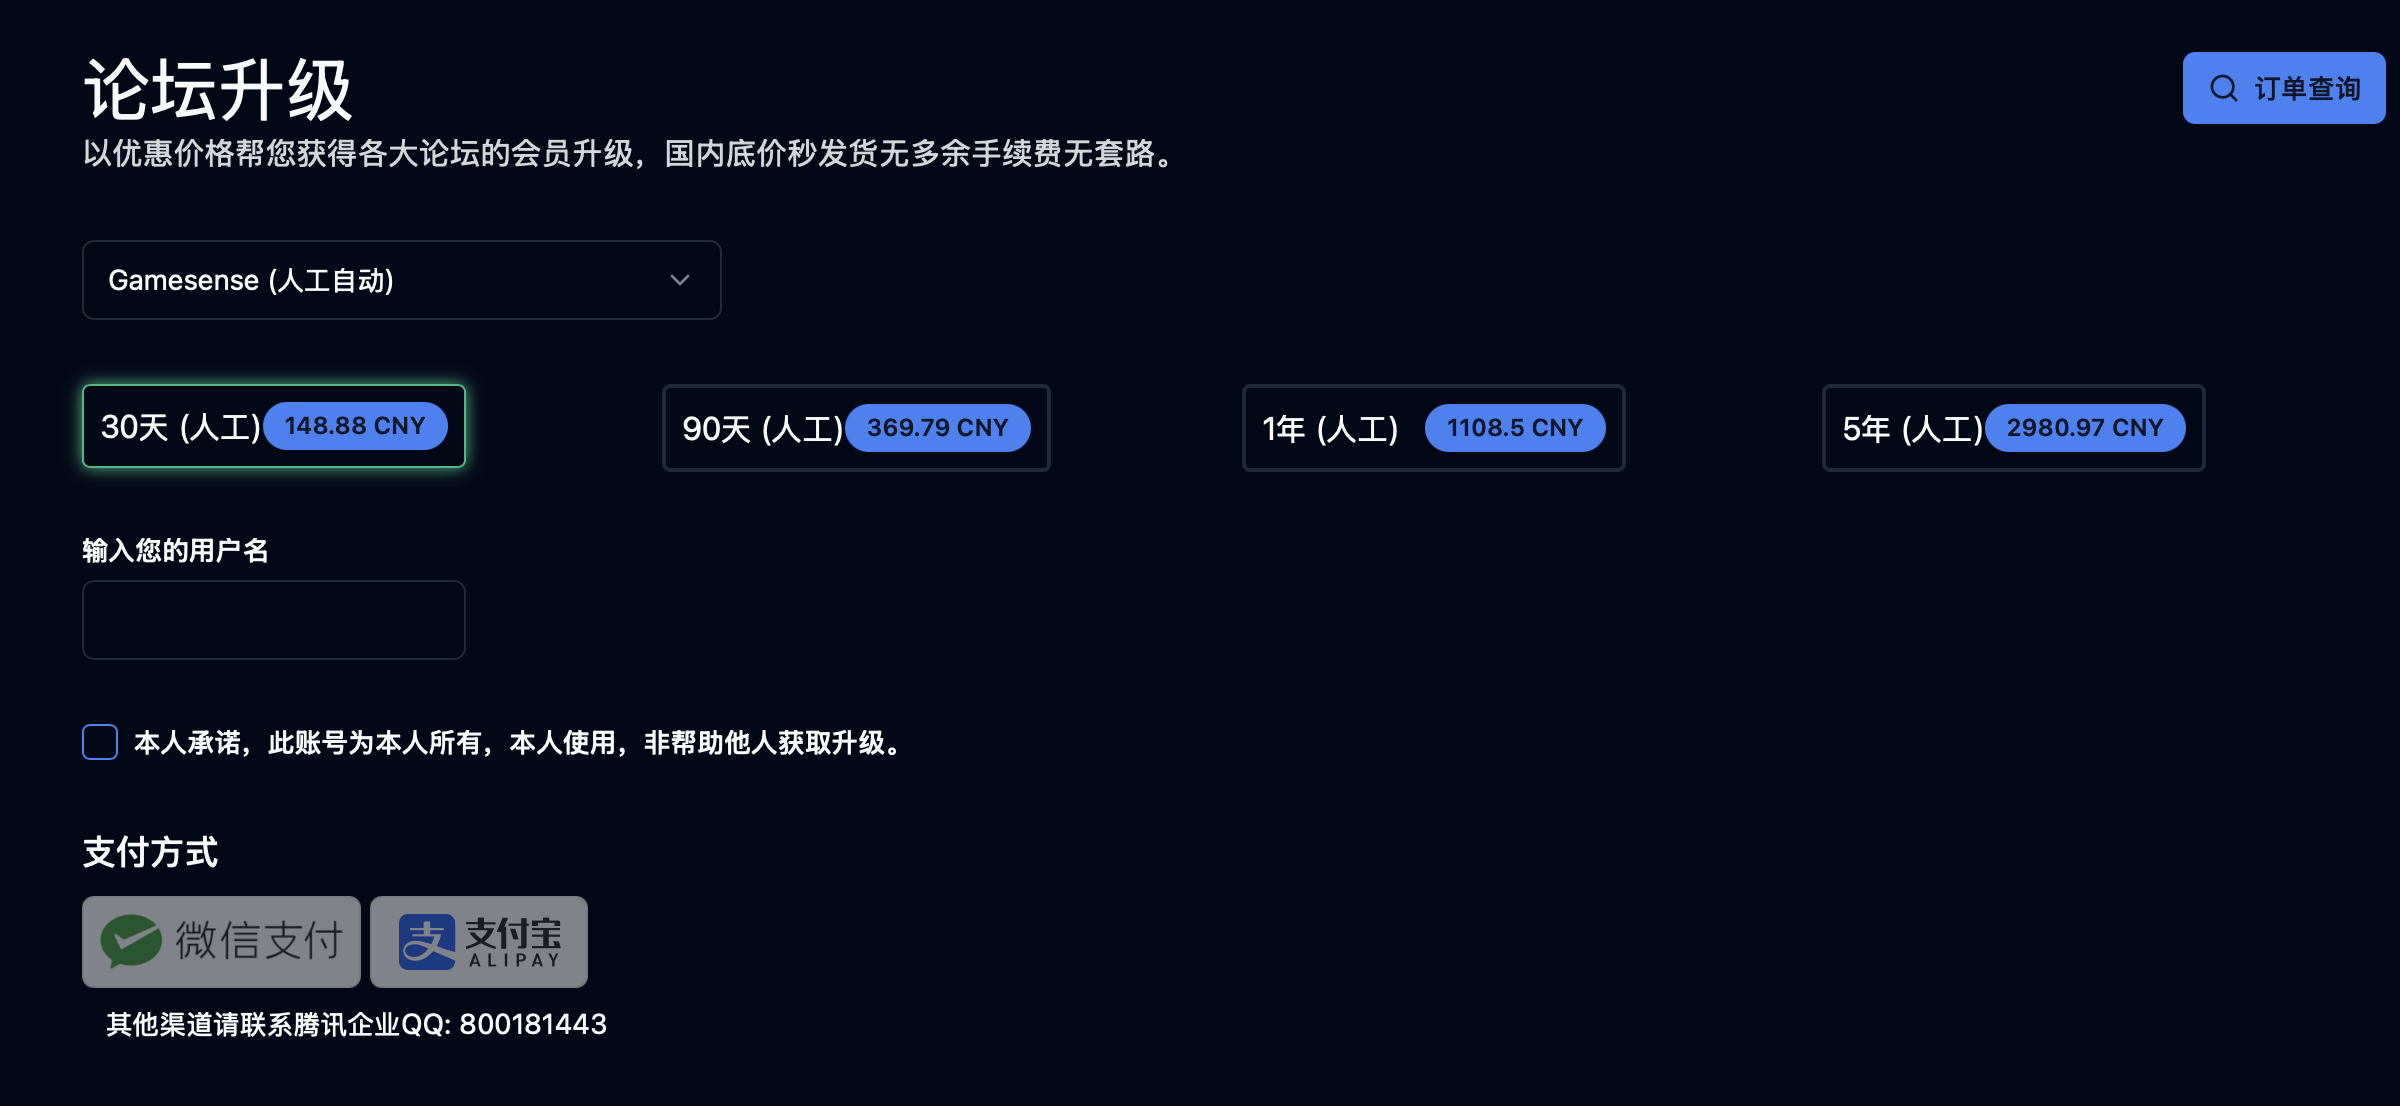 论坛升级
订单查询
以优惠价格帮您获得各大论坛的会员升级，国内底价秒发货无多余手续费无套路。
Gamesense (人工自动)
30天 (人工) 148.88 CNY
90天 (人工) 369.79 CNY
1年 (人工) 1108.5 CNY
5年 (人工) 2980.97 CNY
输入您的用户名
本人承诺，此账号为本人所有，本人使用，非帮助他人获取升级。
支付方式
微信支付
支 支付宝
ALIPAY
其他渠道请联系腾讯企业QQ: 800181443